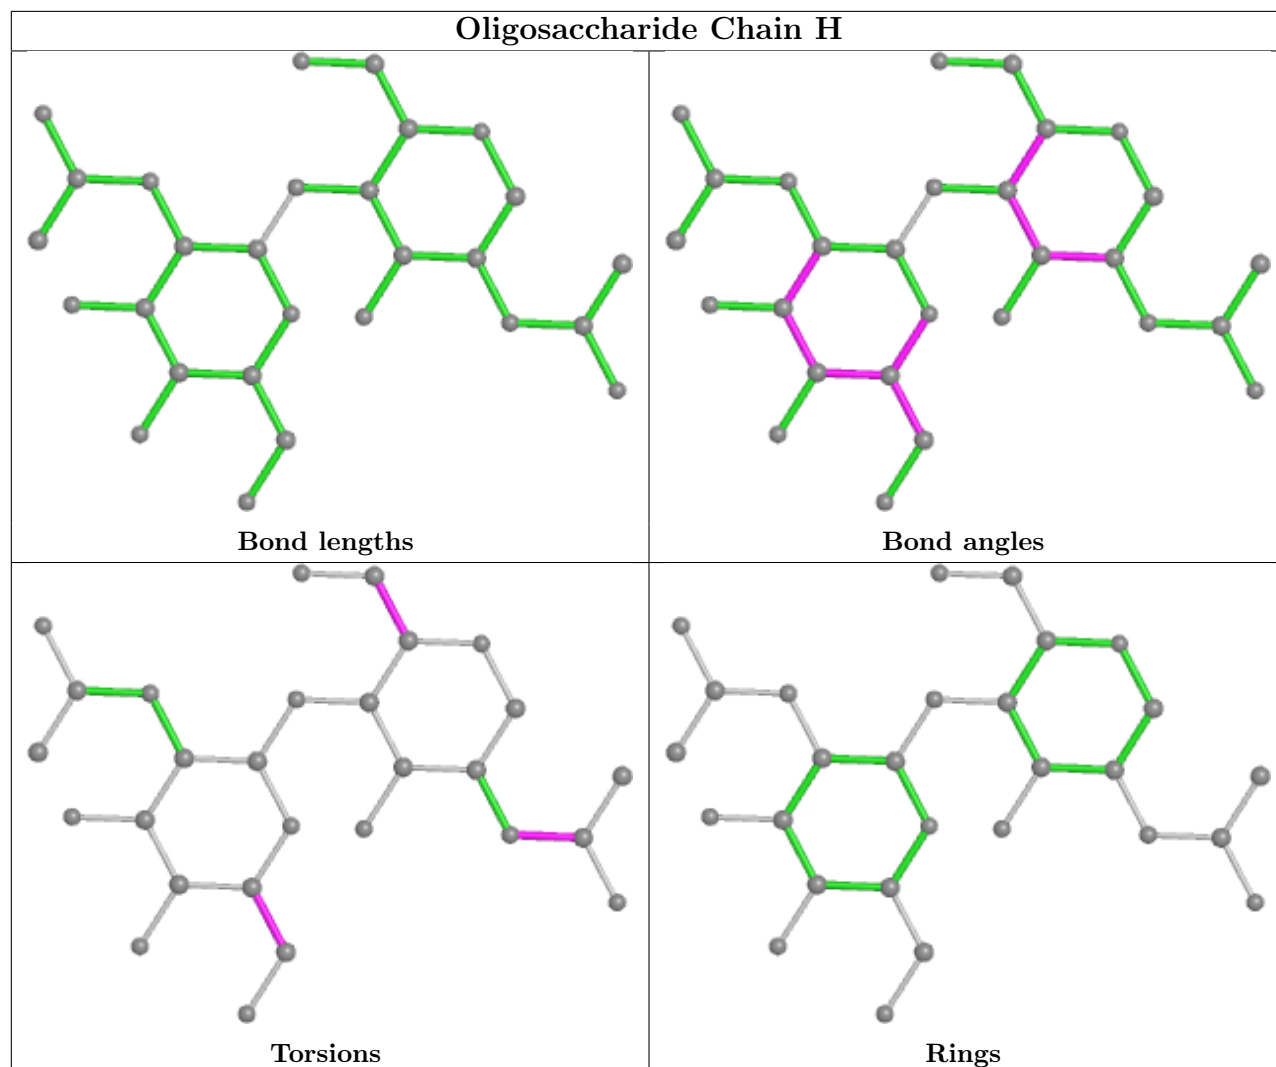 Oligosaccharide Chain H
Bond lengths
Bond angles
Torsions
Rings